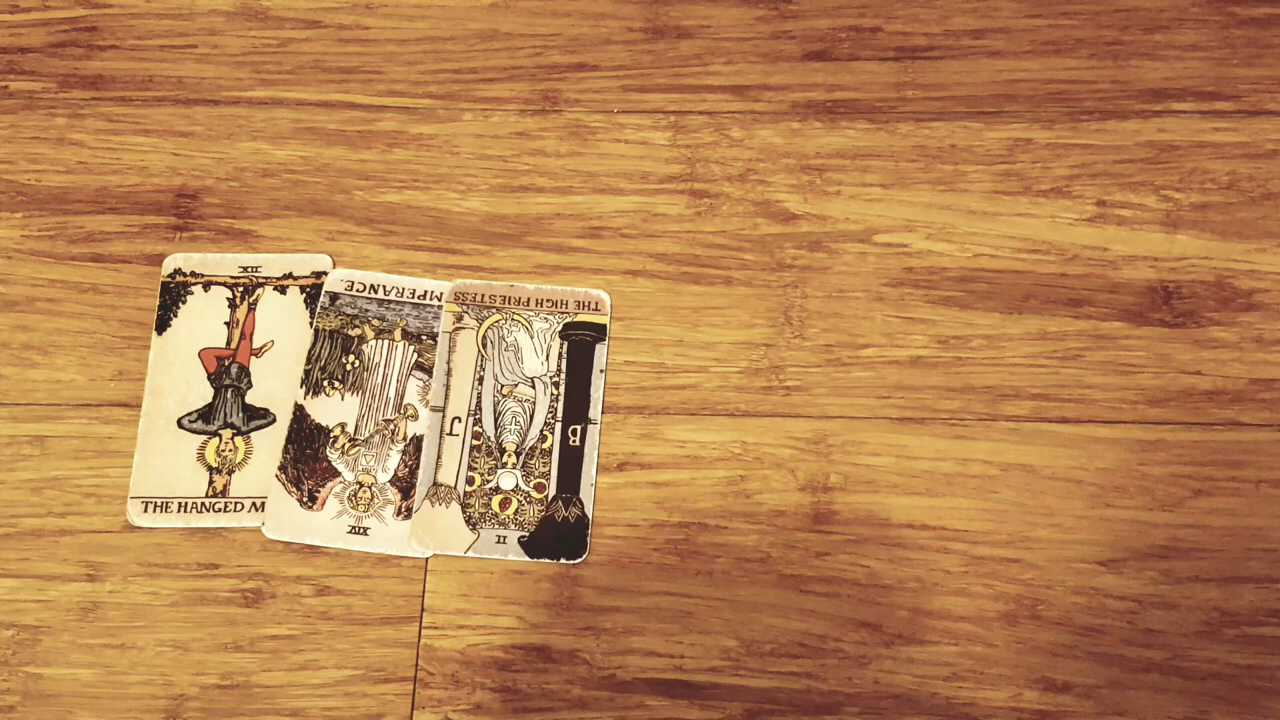 XII
THE HANGED M
MPERANCE.
XIV
THE HIGH PRIESTESS
B
J
II